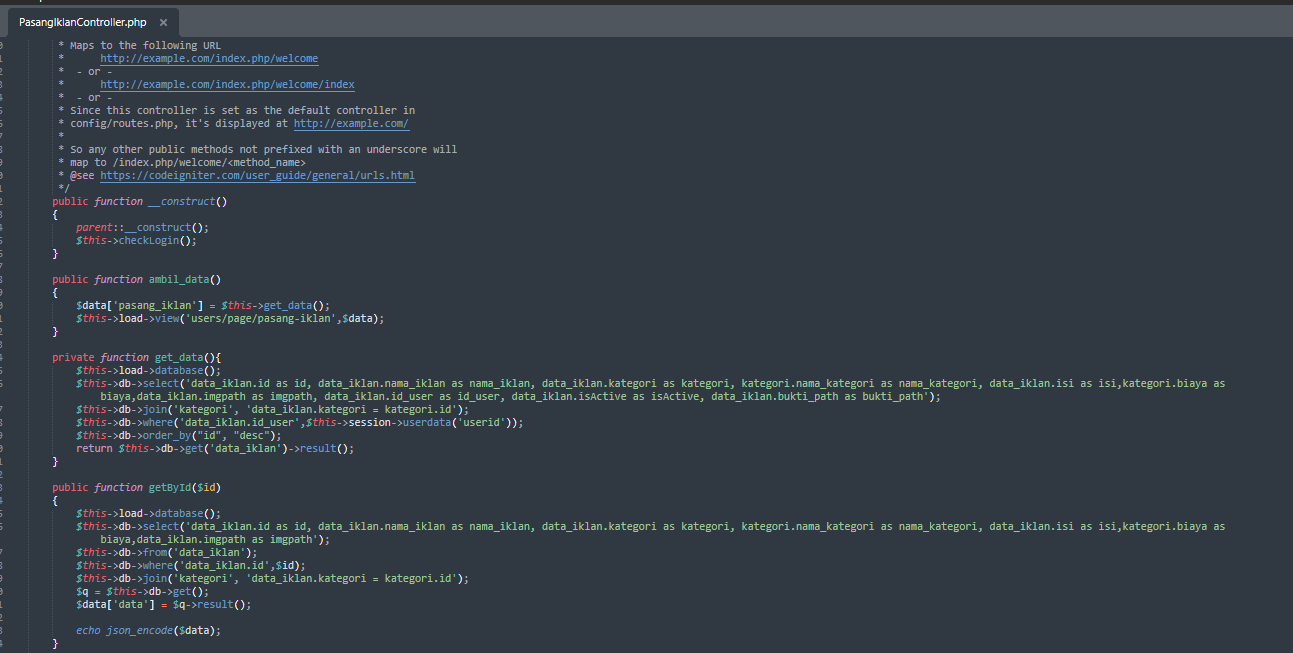 PasangIklanController.php ×
* Maps to the following URL
* http://example.com/index.php/welcome
* - or -
* http://example.com/index.php/welcome/index
* - or -
* Since this controller is set as the default controller in
* config/routes.php, it's displayed at http://example.com/
*
* So any other public methods not prefixed with an underscore will
* map to /index.php/welcome/<method_name>
* @see https://codeigniter.com/user_guide/general/urls.html
*/
public function __construct()
{
parent::__construct();
$this->checkLogin();
}
public function ambil_data()
{
$data['pasang_iklan'] = $this->get_data();
$this->load->view('users/page/pasang-iklan',$data);
}
private function get_data(){
$this->load->database();
$this->db->select('data_iklan.id as id, data_iklan.nama_iklan as nama_iklan, data_iklan.kategori as kategori, kategori.nama_kategori as nama_kategori, data_iklan.isi as isi,kategori.biaya as
biaya,data_iklan.imgpath as imgpath, data_iklan.id_user as id_user, data_iklan.isActive as isActive, data_iklan.bukti_path as bukti_path');
$this->db->join('kategori', 'data_iklan.kategori = kategori.id');
$this->db->where('data_iklan.id_user',$this->session->userdata('userid'));
$this->db->order_by("id", "desc");
return $this->db->get('data_iklan')->result();
}
public function getById($id)
{
$this->load->database();
$this->db->select('data_iklan.id as id, data_iklan.nama_iklan as nama_iklan, data_iklan.kategori as kategori, kategori.nama_kategori as nama_kategori, data_iklan.isi as isi,kategori.biaya as
biaya,data_iklan.imgpath as imgpath');
$this->db->from('data_iklan');
$this->db->where('data_iklan.id',$id);
$this->db->join('kategori', 'data_iklan.kategori = kategori.id');
$q = $this->db->get();
$data['data'] = $q->result();
echo json_encode($data);
}